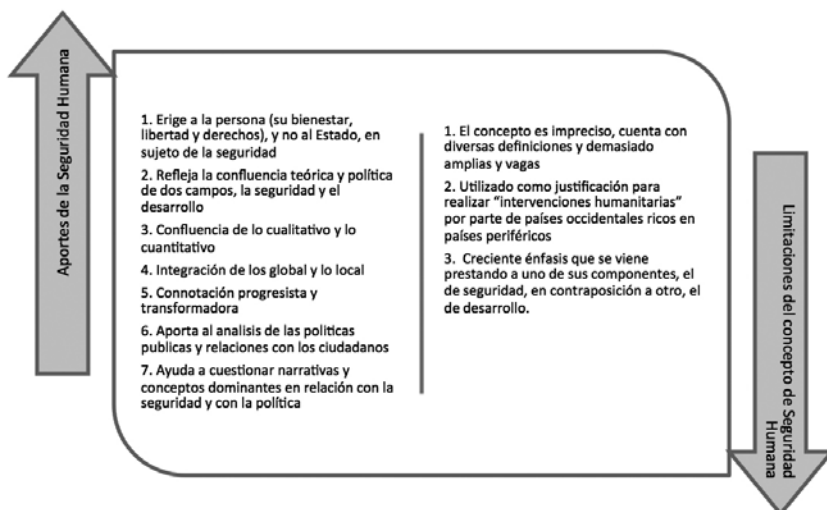 Aportes de la Seguridad Humana
1. Erige a la persona (su bienestar,
libertad y derechos), y no al Estado, en
sujeto de la seguridad
2. Refleja la confluencia teórica y política
de dos campos, la seguridad y el
desarrollo
3. Confluencia de lo cualitativo y lo
cuantitativo
4. Integración de los global y lo local
5. Connotación progresista y
transformadora
6. Aporta al analisis de las politicas
publicas y relaciones con los ciudadanos
7. Ayuda a cuestionar narrativas y
conceptos dominantes en relación con la
seguridad y con la política
1. El concepto es impreciso, cuenta con
diversas definiciones y demasiado
amplias y vagas
2. Utilizado como justificación para
realizar “intervenciones humanitarias”
por parte de países occidentales ricos en
países periféricos
3. Creciente énfasis que se viene
prestando a uno de sus componentes, el
de seguridad, en contraposición a otro, el
de desarrollo.
Limitaciones del concepto de Seguridad
Humana